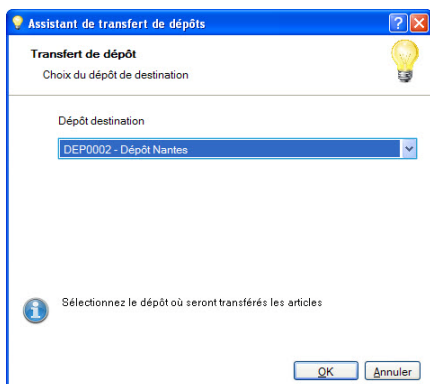 Assistant de transfert de dépôts
Transfert de dépôt
Choix du dépôt de destination
Dépôt destination
DEP0002 - Dépôt Nantes
Sélectionnez le dépôt où seront transférés les articles
OK Annuler